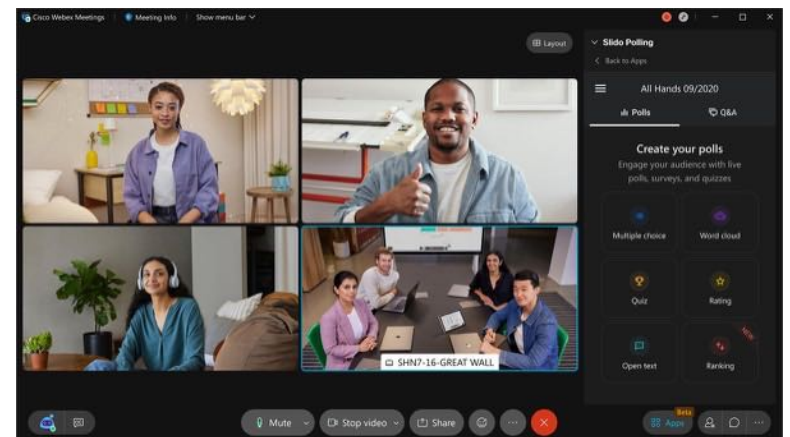 Cisco Webex Meetings
Meeting Info
Show menu bar
Layout
Slido Polling
Back to Apps
All Hands 09/2020
Polls
Q&A
Create your polls
Engage your audience with live
polls, surveys, and quizzes
Multiple choice
Word cloud
Quiz
Rating
NEW
Open text
Ranking
SHN7-16-GREAT WALL
Mute
Stop video
Share
Beta
Apps